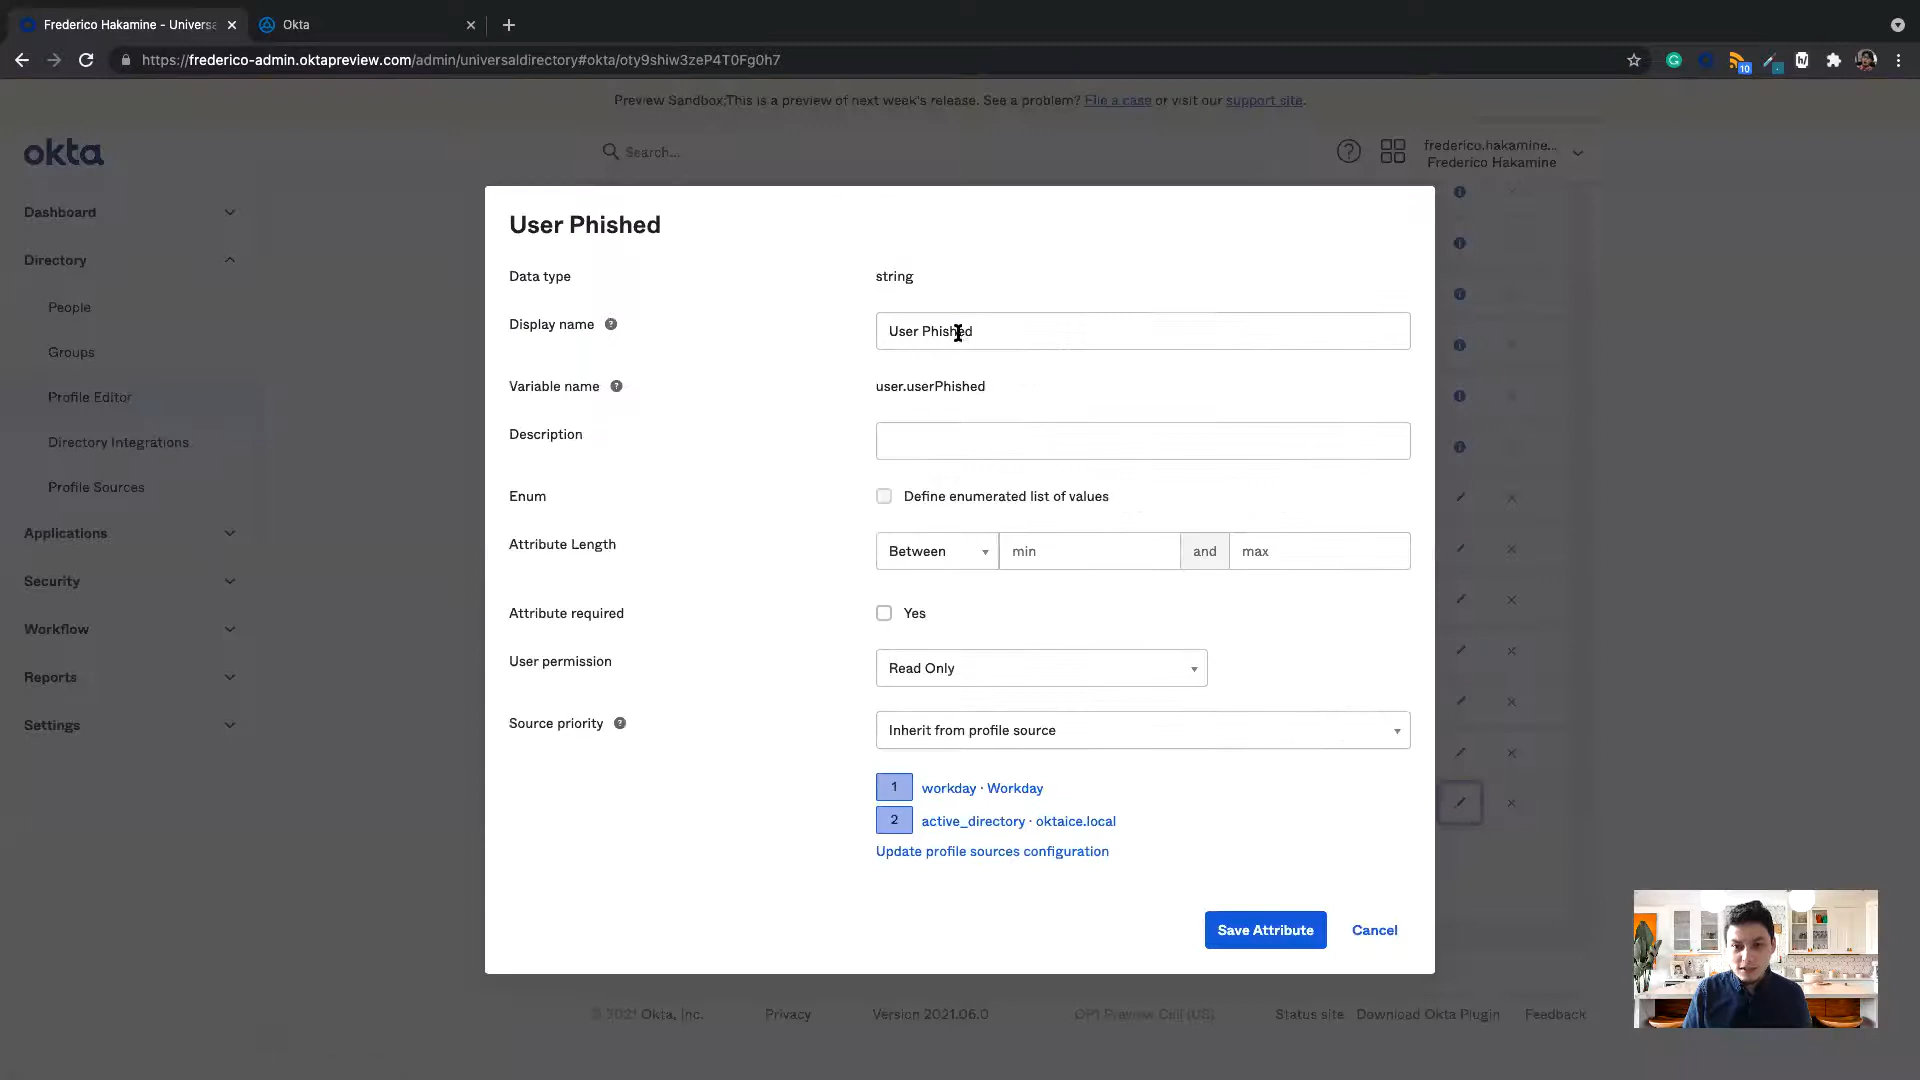 Frederico Hakamine - Univers
Okta
https://frederico-admin.oktapreview.com/admin/universaldirectory#okta/oty9shiw3zeP4T0Fg0h7
10
Preview Sandbox:This is a preview of next week's release. See a problem? File a case or visit our support site.
okta
Search...
frederico.hakamine...
Frederico Hakamine
Dashboard
Directory
People
Groups
Profile Editor
Directory Integrations
Profile Sources
Applications
Security
Workflow
Reports
Settings
User Phished
Data type string
Display name User Phished
Variable name user.userPhished
Description
Enum Define enumerated list of values
Attribute Length Between min and max
Attribute required Yes
User permission Read Only
Source priority Inherit from profile source
1 workday · Workday
2 active_directory · oktaice.local
Update profile sources configuration
Save Attribute Cancel
© 2021 Okta, Inc. Privacy Version 2021.06.0 OP1 Preview Cell (US) Status site Download Okta Plugin Feedback